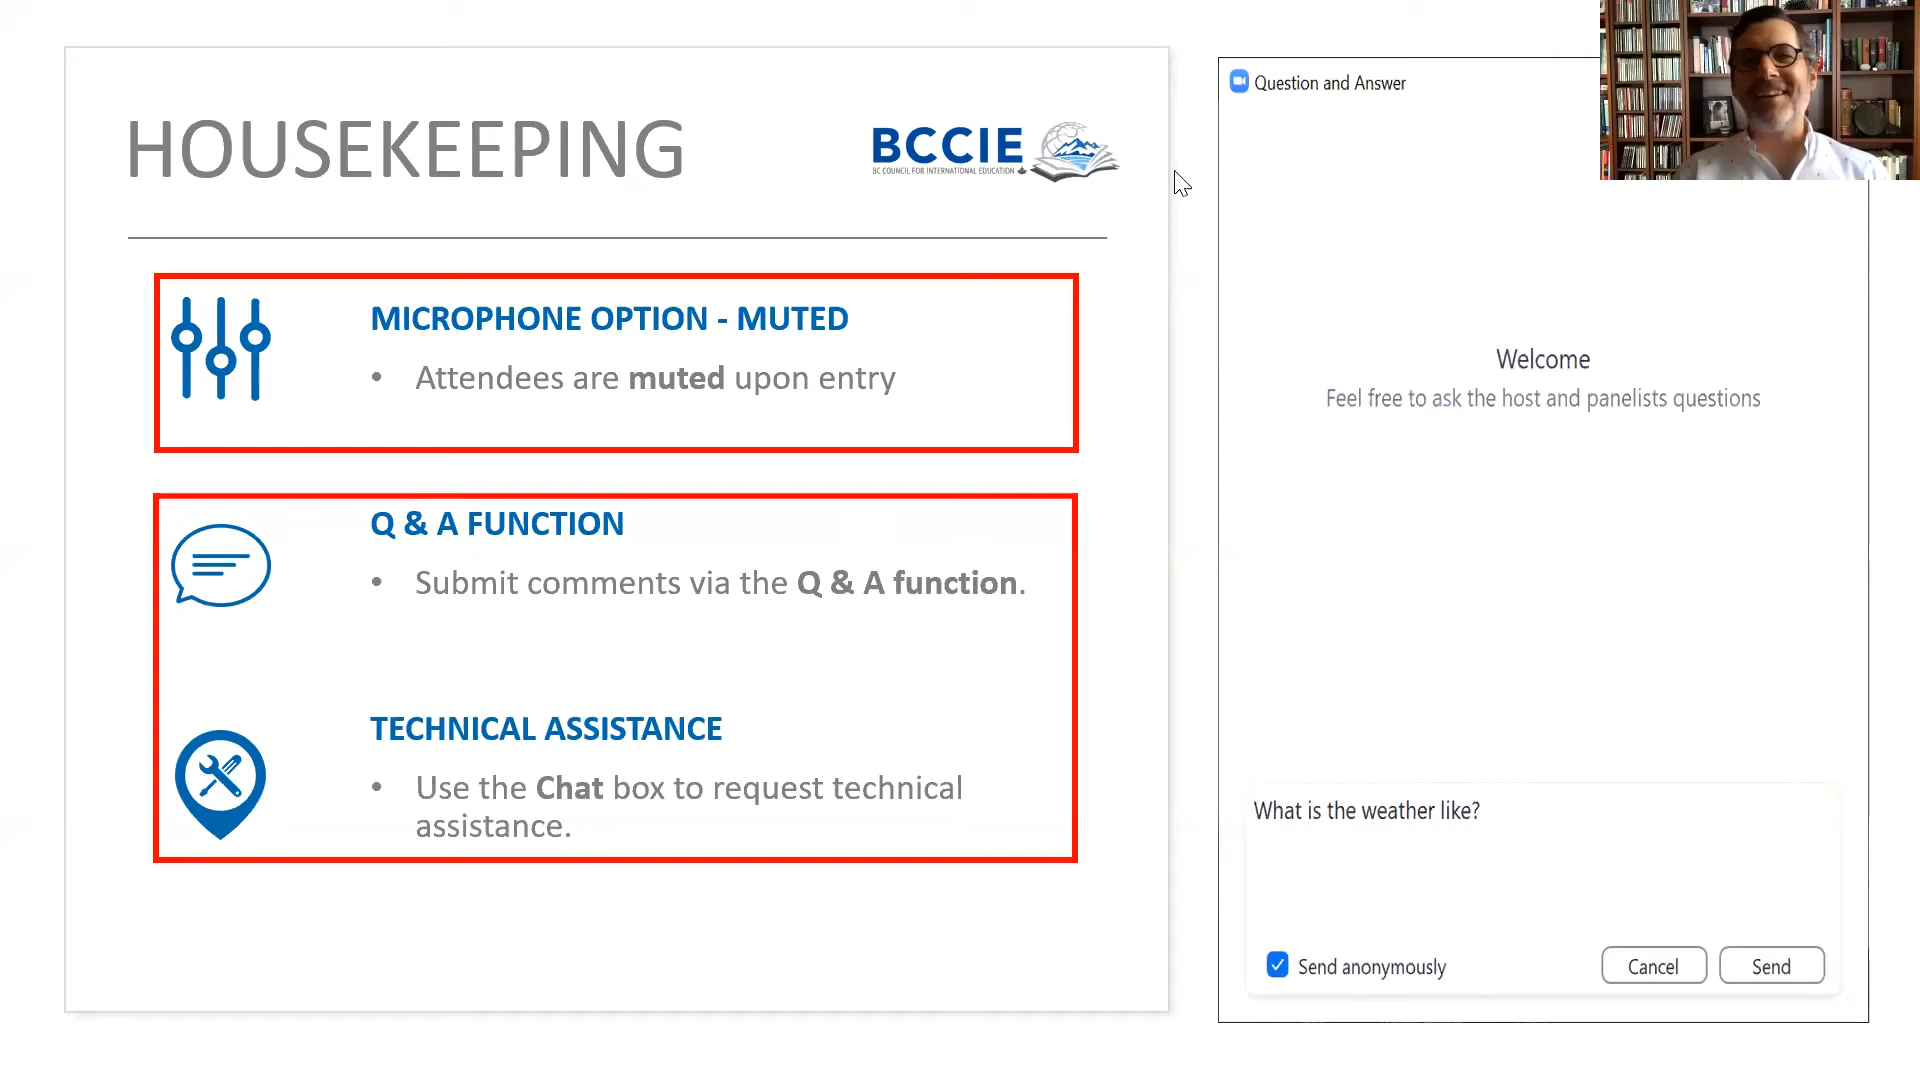 HOUSEKEEPING
BCCIE
BC COUNCIL FOR INTERNATIONAL EDUCATION
MICROPHONE OPTION - MUTED
• Attendees are muted upon entry
Q & A FUNCTION
• Submit comments via the Q & A function.
TECHNICAL ASSISTANCE
• Use the Chat box to request technical
assistance.
Question and Answer
Welcome
Feel free to ask the host and panelists questions
What is the weather like?
Send anonymously
Cancel
Send